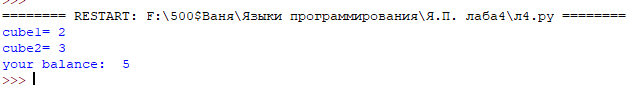 >>>
======== RESTART: F:\500$Ваня\Языки программирования\Я.П. лаба4\л4.py ========
cube1= 2
cube2= 3
your balance:  5
>>>